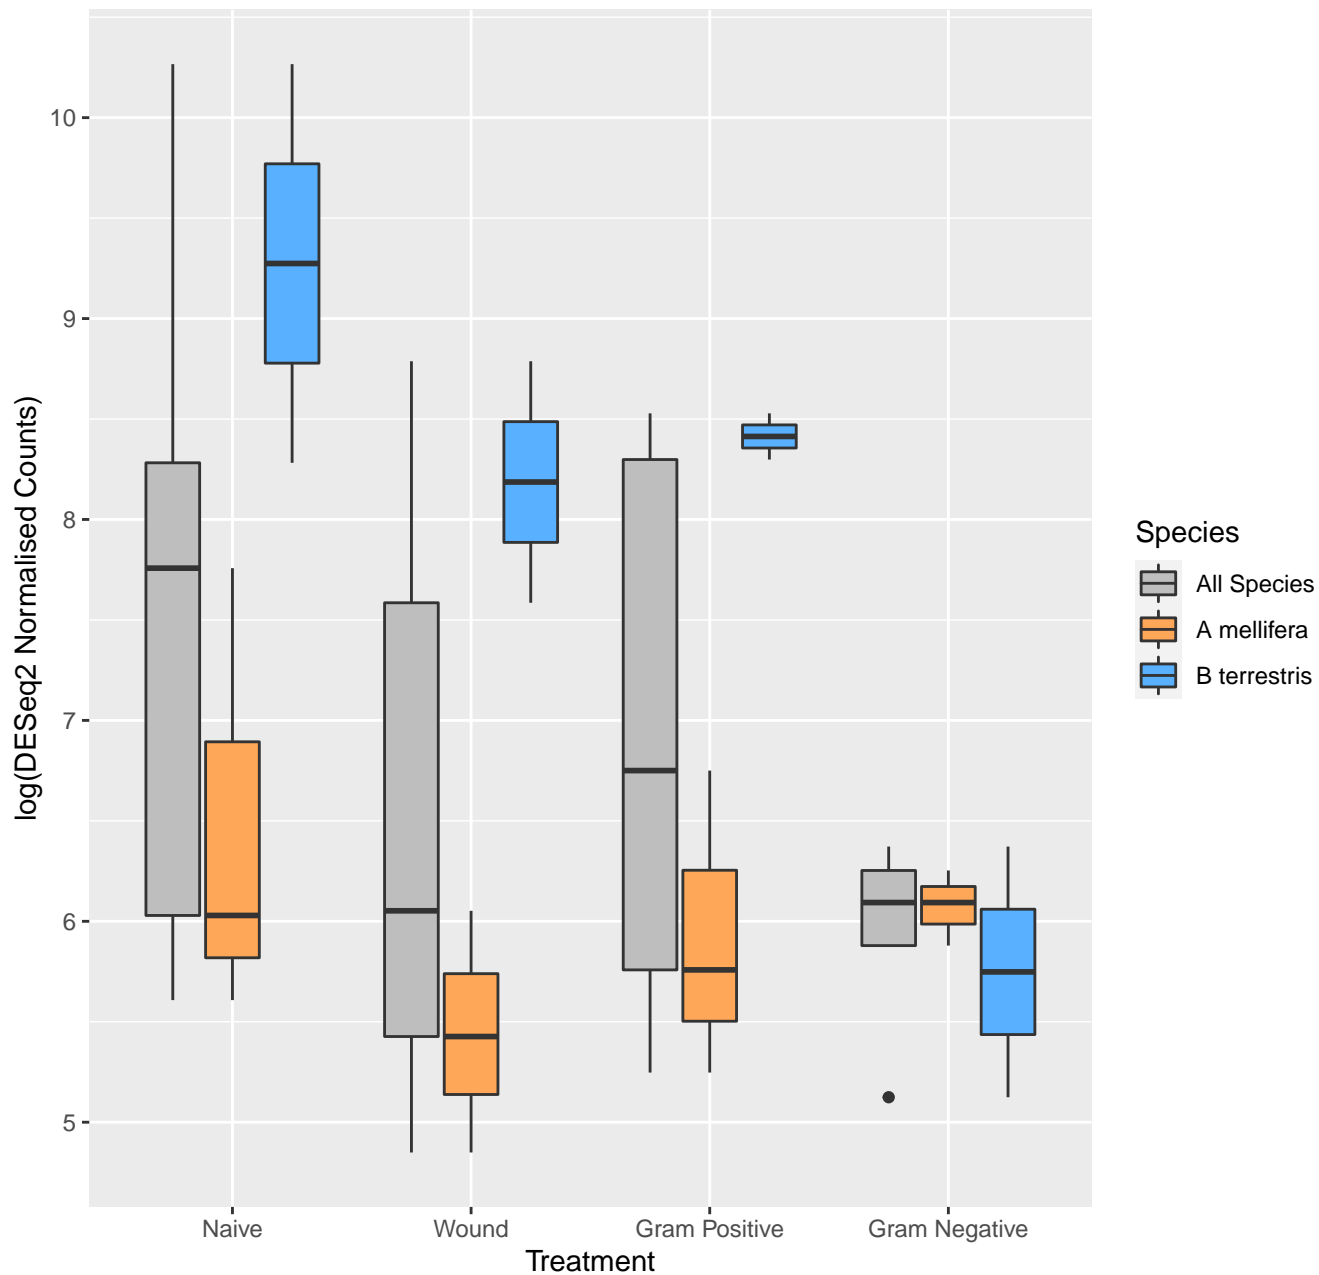 log(DESeq2 Normalised Counts)
10
9
8
7
6
5
Naive
Wound
Gram Positive
Gram Negative
Treatment
Species
All Species
A mellifera
B terrestris